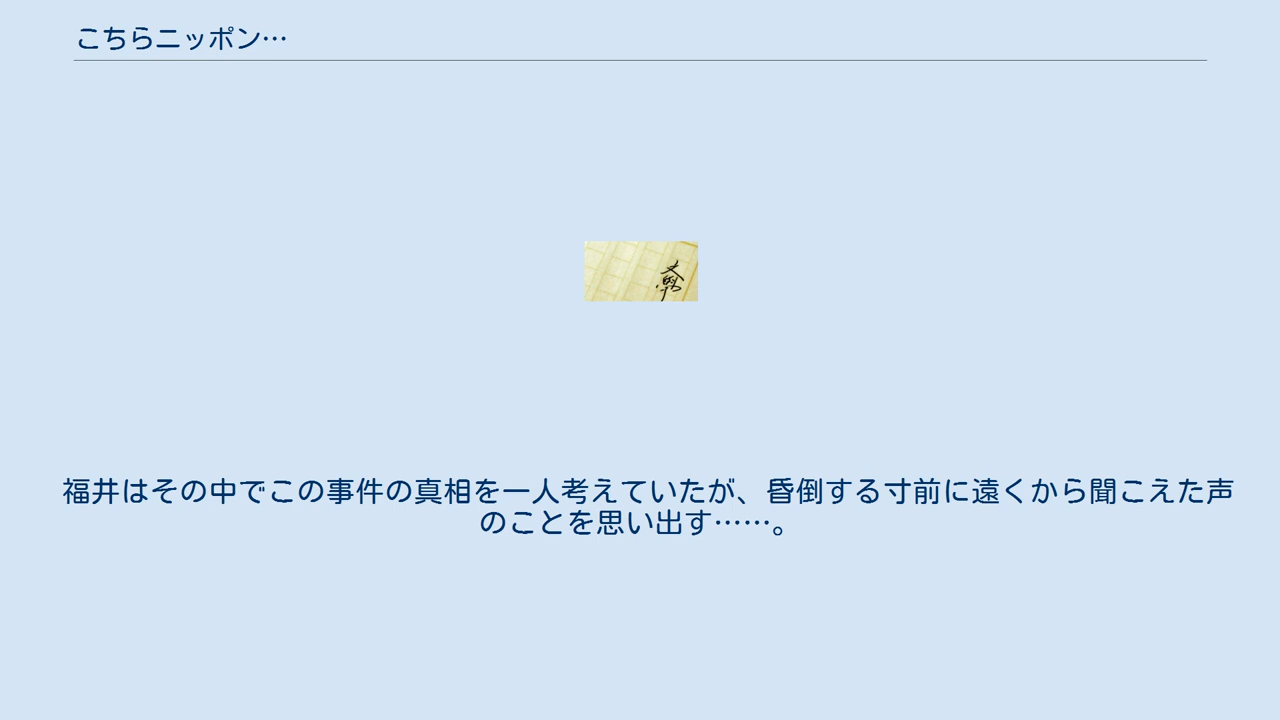 こちらニッポン…
福井はその中でこの事件の真相を一人考えていたが、昏倒する寸前に遠くから聞こえた声
のことを思い出す……。